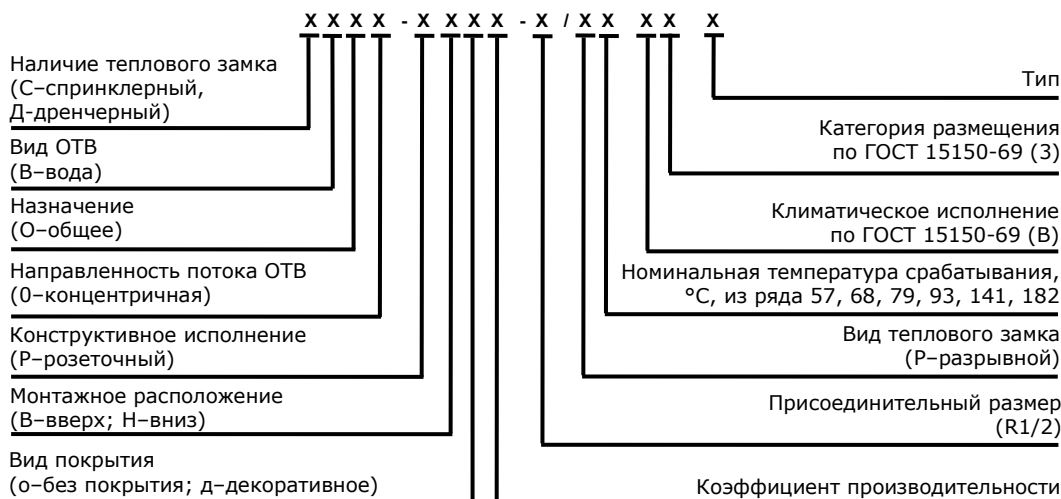 X X X X - X X X X - X / X X X X X
Наличие теплового замка
(С–спринклерный,
Д-дренчерный)
Вид ОТВ
(В–вода)
Назначение
(О–общее)
Направленность потока ОТВ
(0–концентричная)
Конструктивное исполнение
(Р–розеточный)
Монтажное расположение
(В–вверх; Н–вниз)
Вид покрытия
(о–без покрытия; д–декоративное)
Тип
Категория размещения
по ГОСТ 15150-69 (3)
Климатическое исполнение
по ГОСТ 15150-69 (В)
Номинальная температура срабатывания,
°С, из ряда 57, 68, 79, 93, 141, 182
Вид теплового замка
(Р–разрывной)
Присоединительный размер
(R1/2)
Коэффициент производительности